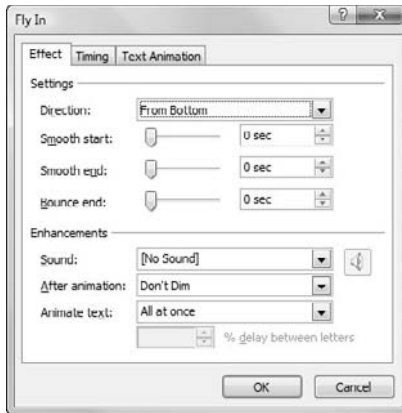 Fly In
Effect Timing Text Animation
Settings
Direction: From Bottom
Smooth start: 0 sec
Smooth end: 0 sec
Bounce end: 0 sec
Enhancements
Sound: [No Sound]
After animation: Don't Dim
Animate text: All at once
% delay between letters
OK Cancel